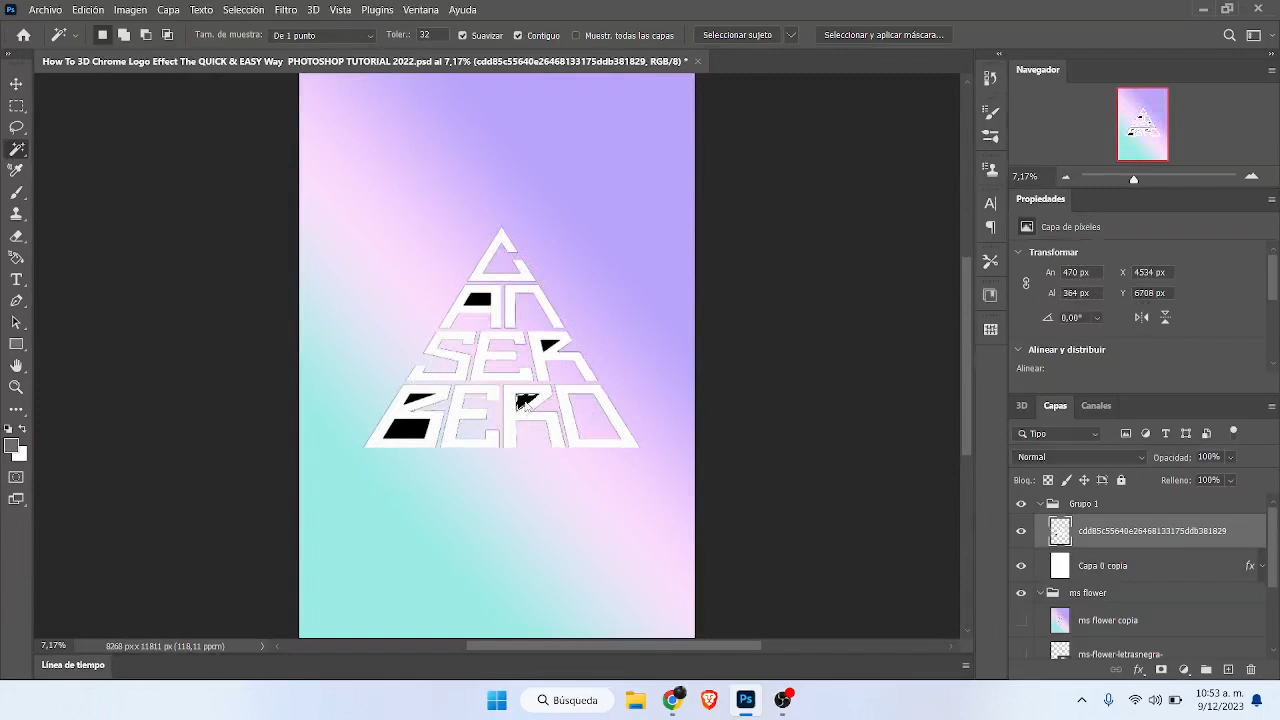 Ps Archivo Edición Imagen Capa Texto Selección Filtro 3D Vista Plugins Ventana Ayuda
Tam. de muestra: De 1 punto Toler.: 32 Suavizar Contiguo Muestr. todas las capas Seleccionar sujeto Seleccionar y aplicar máscara...
How To 3D Chrome Logo Effect The QUICK & EASY Way PHOTOSHOP TUTORIAL 2022.psd al 7,17% (cdd85c55640e26468133175ddb381829, RGB/8) *
Navegador
7,17%
Propiedades
Capa de píxeles
Transformar
An 470 px X 4534 px
Al 364 px Y 6708 px
0,00°
Alinear y distribuir
Alinear:
3D Capas Canales
Tipo
Normal Opacidad: 100%
Bloq.: Relleno: 100%
Grupo 1
cdd85c55640e26468133175ddb381829
Capa 0 copia fx
ms flower
ms flower copia
ms-flower-letrasnegra-
C
AN
SER
BERO
7,17% 8268 px x 11811 px (118,11 ppcm)
Línea de tiempo
Búsqueda
Ps
10:53 a. m.
9/12/2023